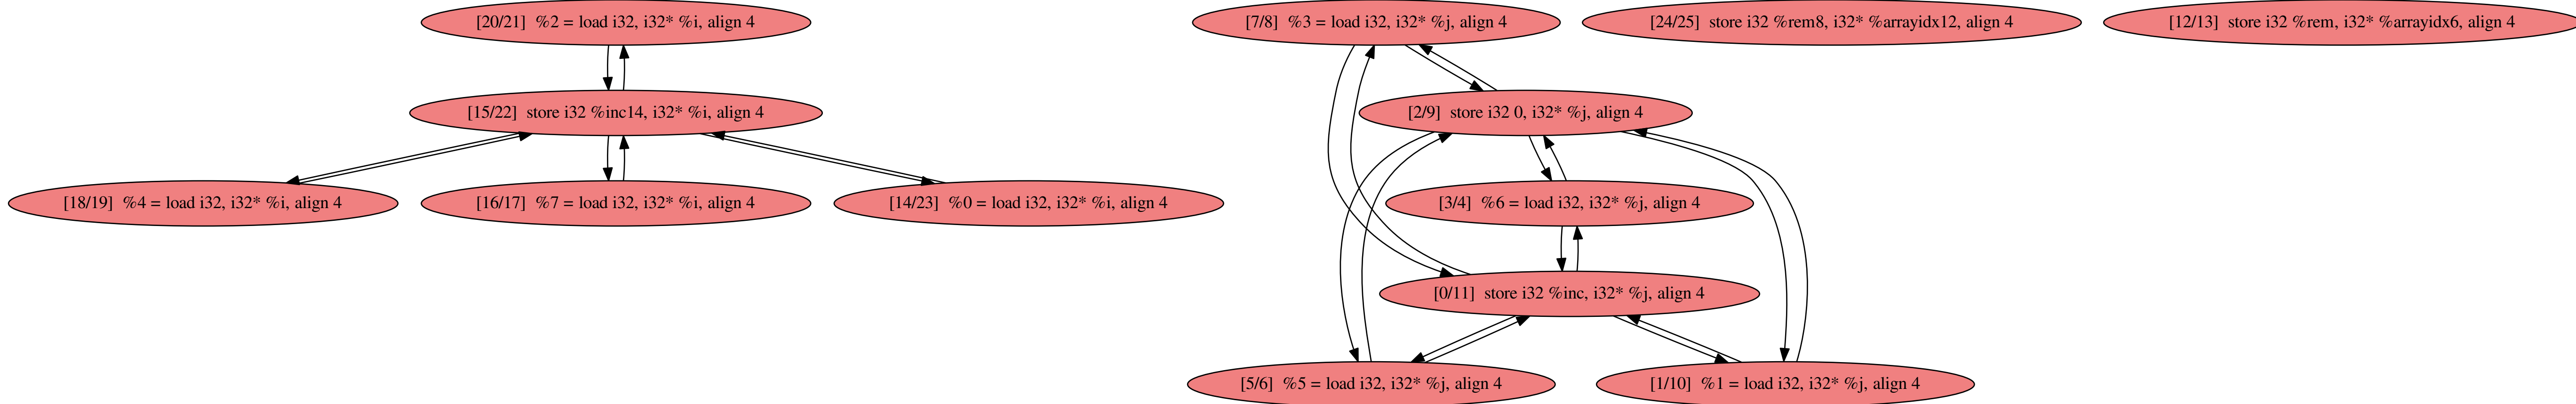 [20/21]  %2 = load i32, i32* %i, align 4
[7/8]  %3 = load i32, i32* %j, align 4
[24/25]  store i32 %rem8, i32* %arrayidx12, align 4
[12/13]  store i32 %rem, i32* %arrayidx6, align 4
[15/22]  store i32 %inc14, i32* %i, align 4
[2/9]  store i32 0, i32* %j, align 4
[18/19]  %4 = load i32, i32* %i, align 4
[16/17]  %7 = load i32, i32* %i, align 4
[14/23]  %0 = load i32, i32* %i, align 4
[3/4]  %6 = load i32, i32* %j, align 4
[0/11]  store i32 %inc, i32* %j, align 4
[5/6]  %5 = load i32, i32* %j, align 4
[1/10]  %1 = load i32, i32* %j, align 4